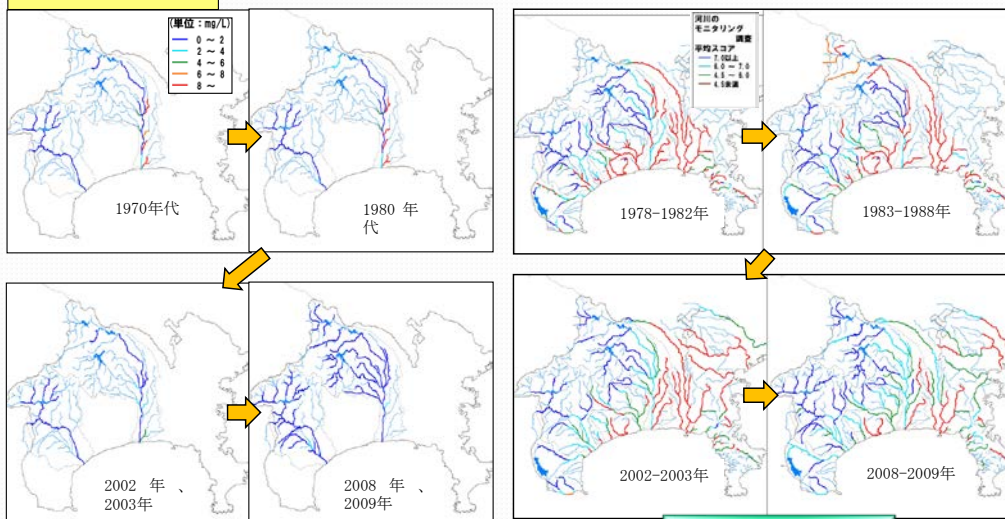 (単位：mg/L)
0 ～ 2
2 ～ 4
4 ～ 6
6 ～ 8
8 ～
1970年代
1980 年
代
2002 年 、
2003年
2008 年、
2009年
河川の
モニタリング
調査
平均スコア
7.0以上
6.0 ～ 7.0
4.5 ～ 6.0
4.5未満
1978-1982年
1983-1988年
2002-2003年
2008-2009年